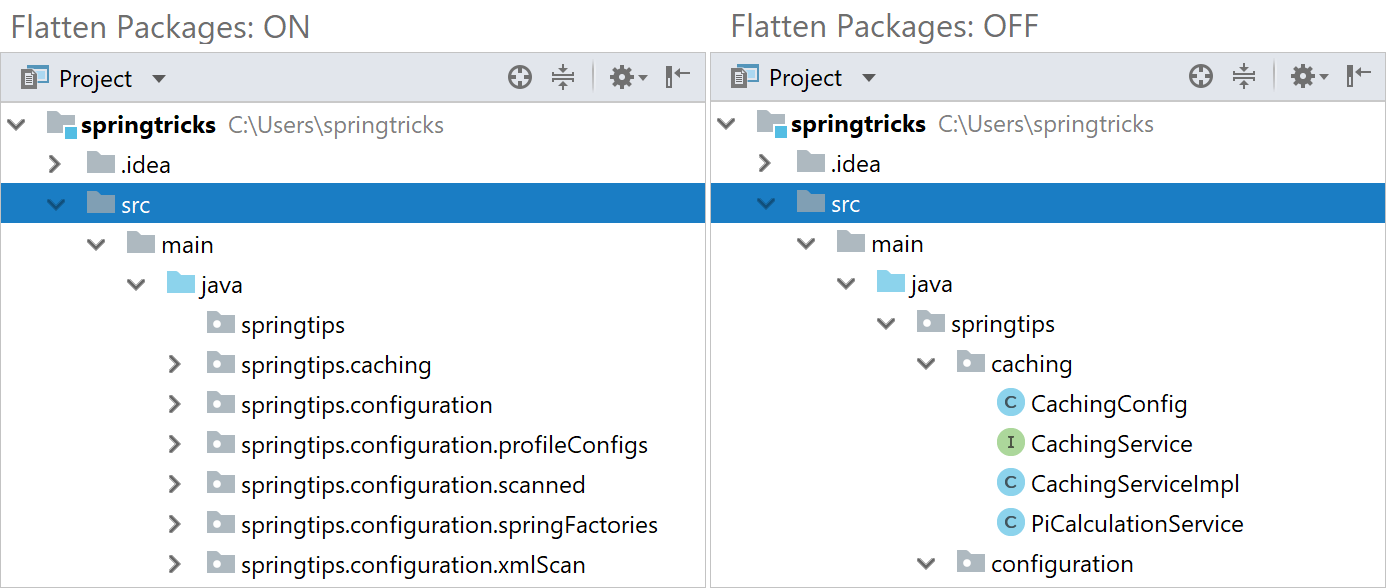 Flatten Packages: ON
Project
springtricks C:\Users\springtricks
.idea
src
main
java
springtips
springtips.caching
springtips.configuration
springtips.configuration.profileConfigs
springtips.configuration.scanned
springtips.configuration.springFactories
springtips.configuration.xmlScan
Flatten Packages: OFF
Project
springtricks C:\Users\springtricks
.idea
src
main
java
springtips
caching
C CachingConfig
I CachingService
C CachingServiceImpl
C PiCalculationService
configuration